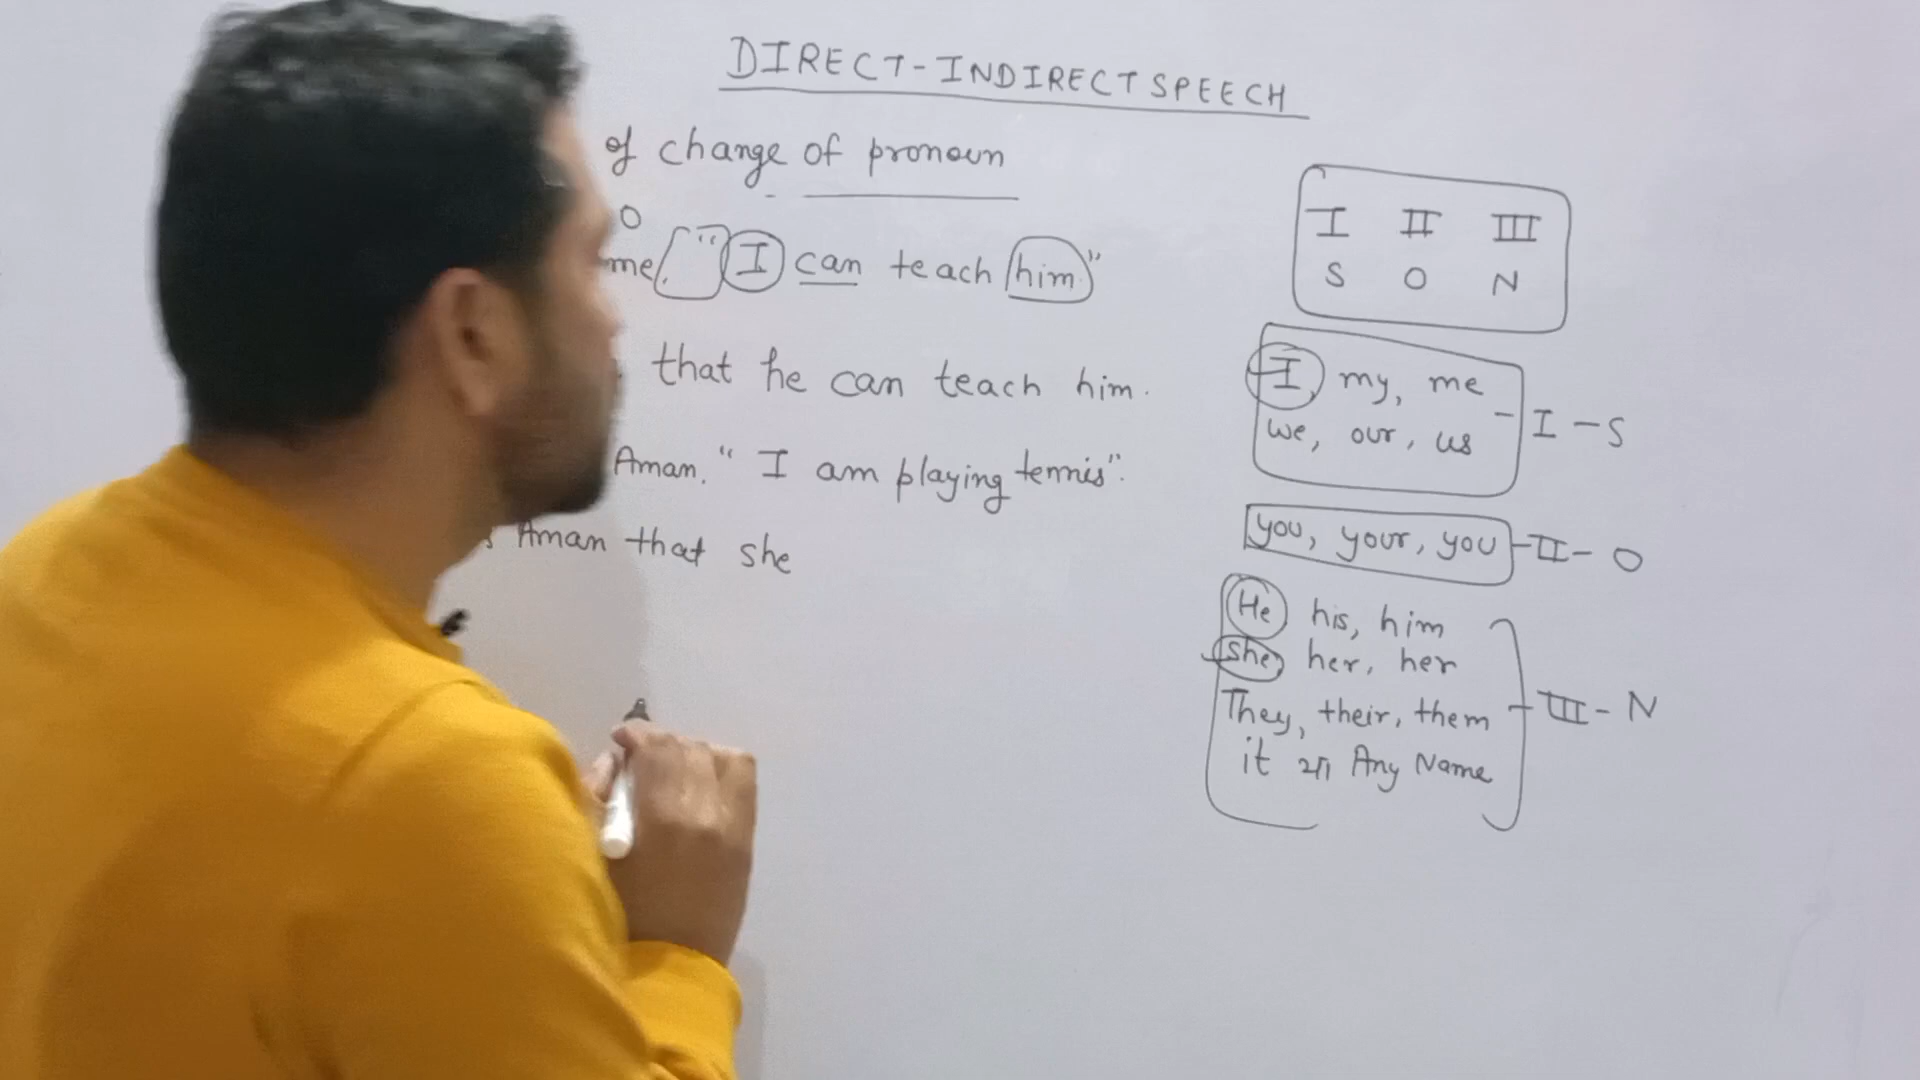 DIRECT-INDIRECT SPEECH
of change of pronoun
O
me, "I can teach him."
that he can teach him.
Aman, "I am playing tennis".
Aman that she
I II III
S O N
I, my, me
we, our, us - I - S
you, your, you - II - O
He his, him
she, her, her
They, their, them - III - N
it या Any Name